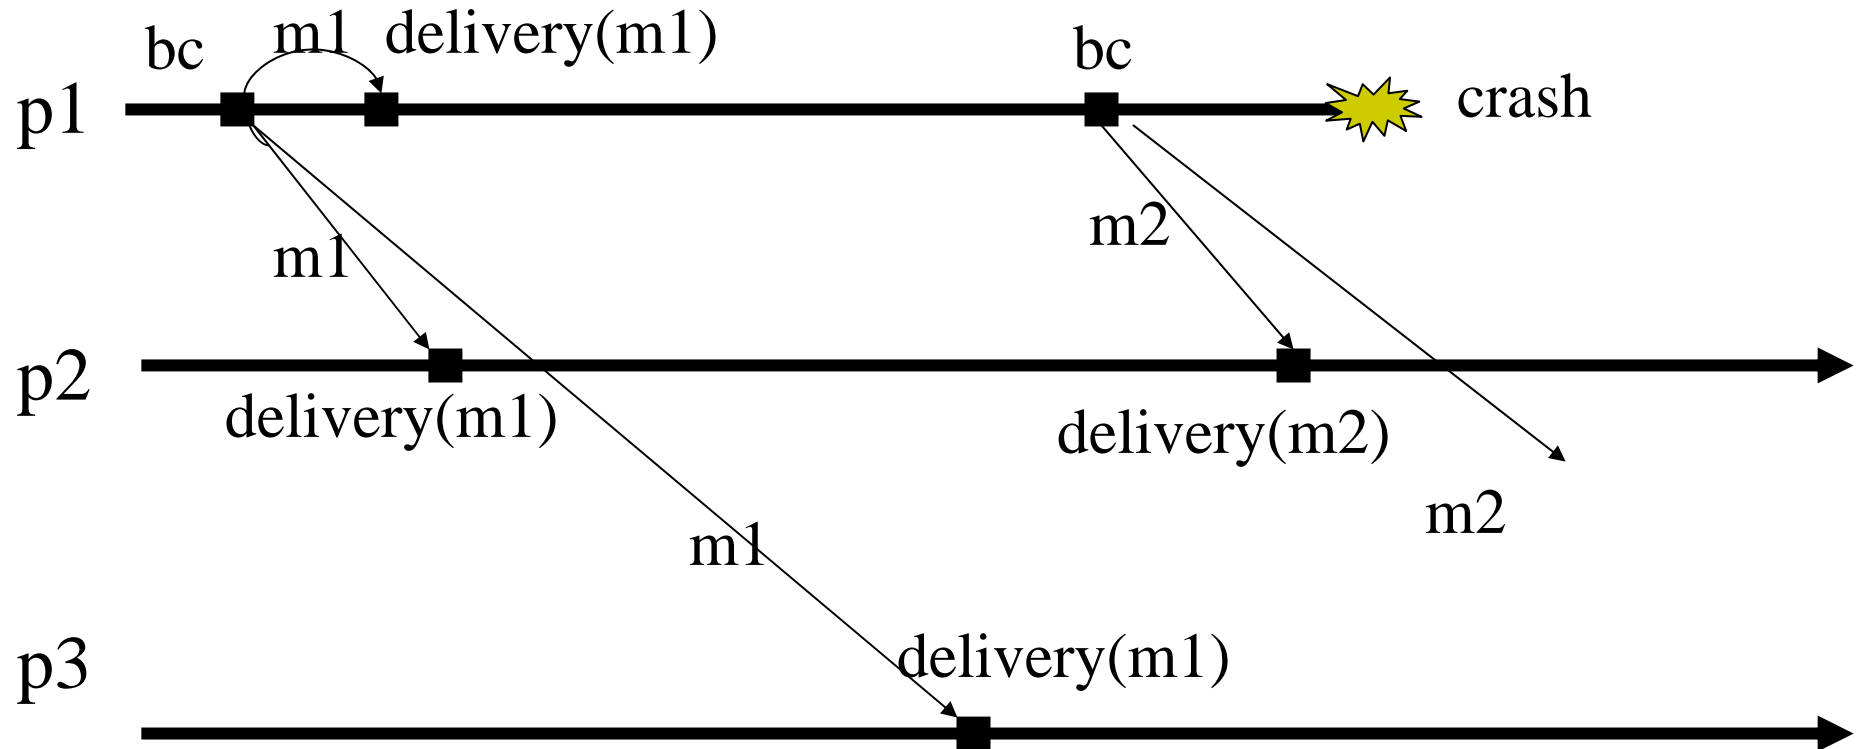 bc
m1
delivery(m1)
bc
p1
crash
m1
m2
p2
delivery(m1)
delivery(m2)
m2
m1
p3
delivery(m1)